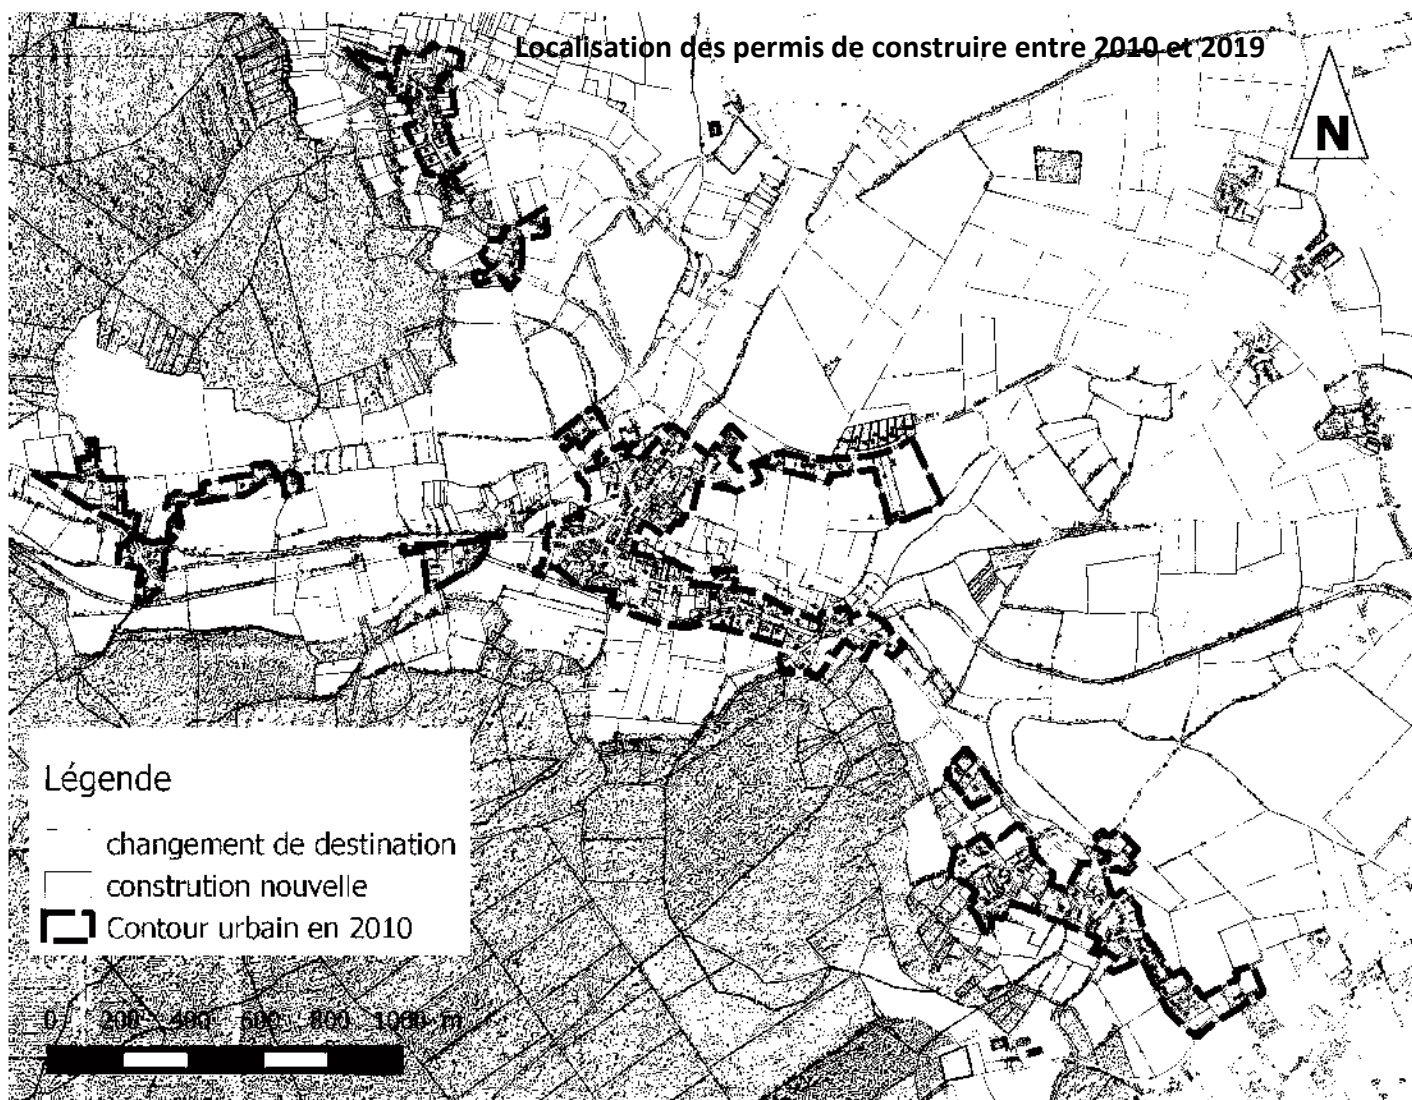 Localisation des permis de construire entre 2010 et 2019
N
Légende
changement de destination
constrution nouvelle
Contour urbain en 2010
0 200 400 600 800 1000 m